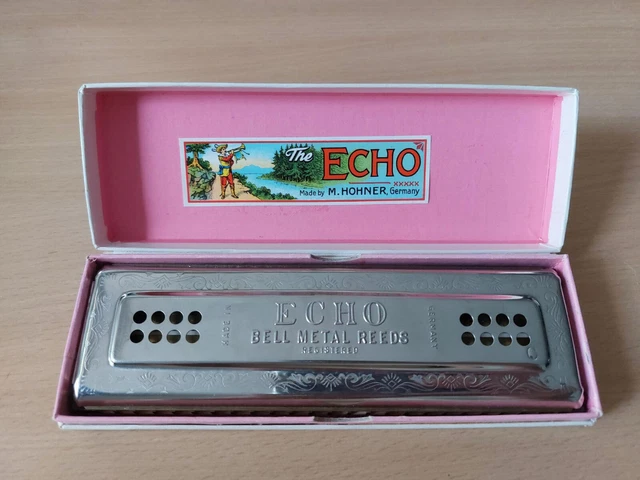 The ECHO
xxxxx
Made by M. HOHNER, Germany
ECHO
MADE IN
BELL METAL REEDS
GERMANY
REGISTERED